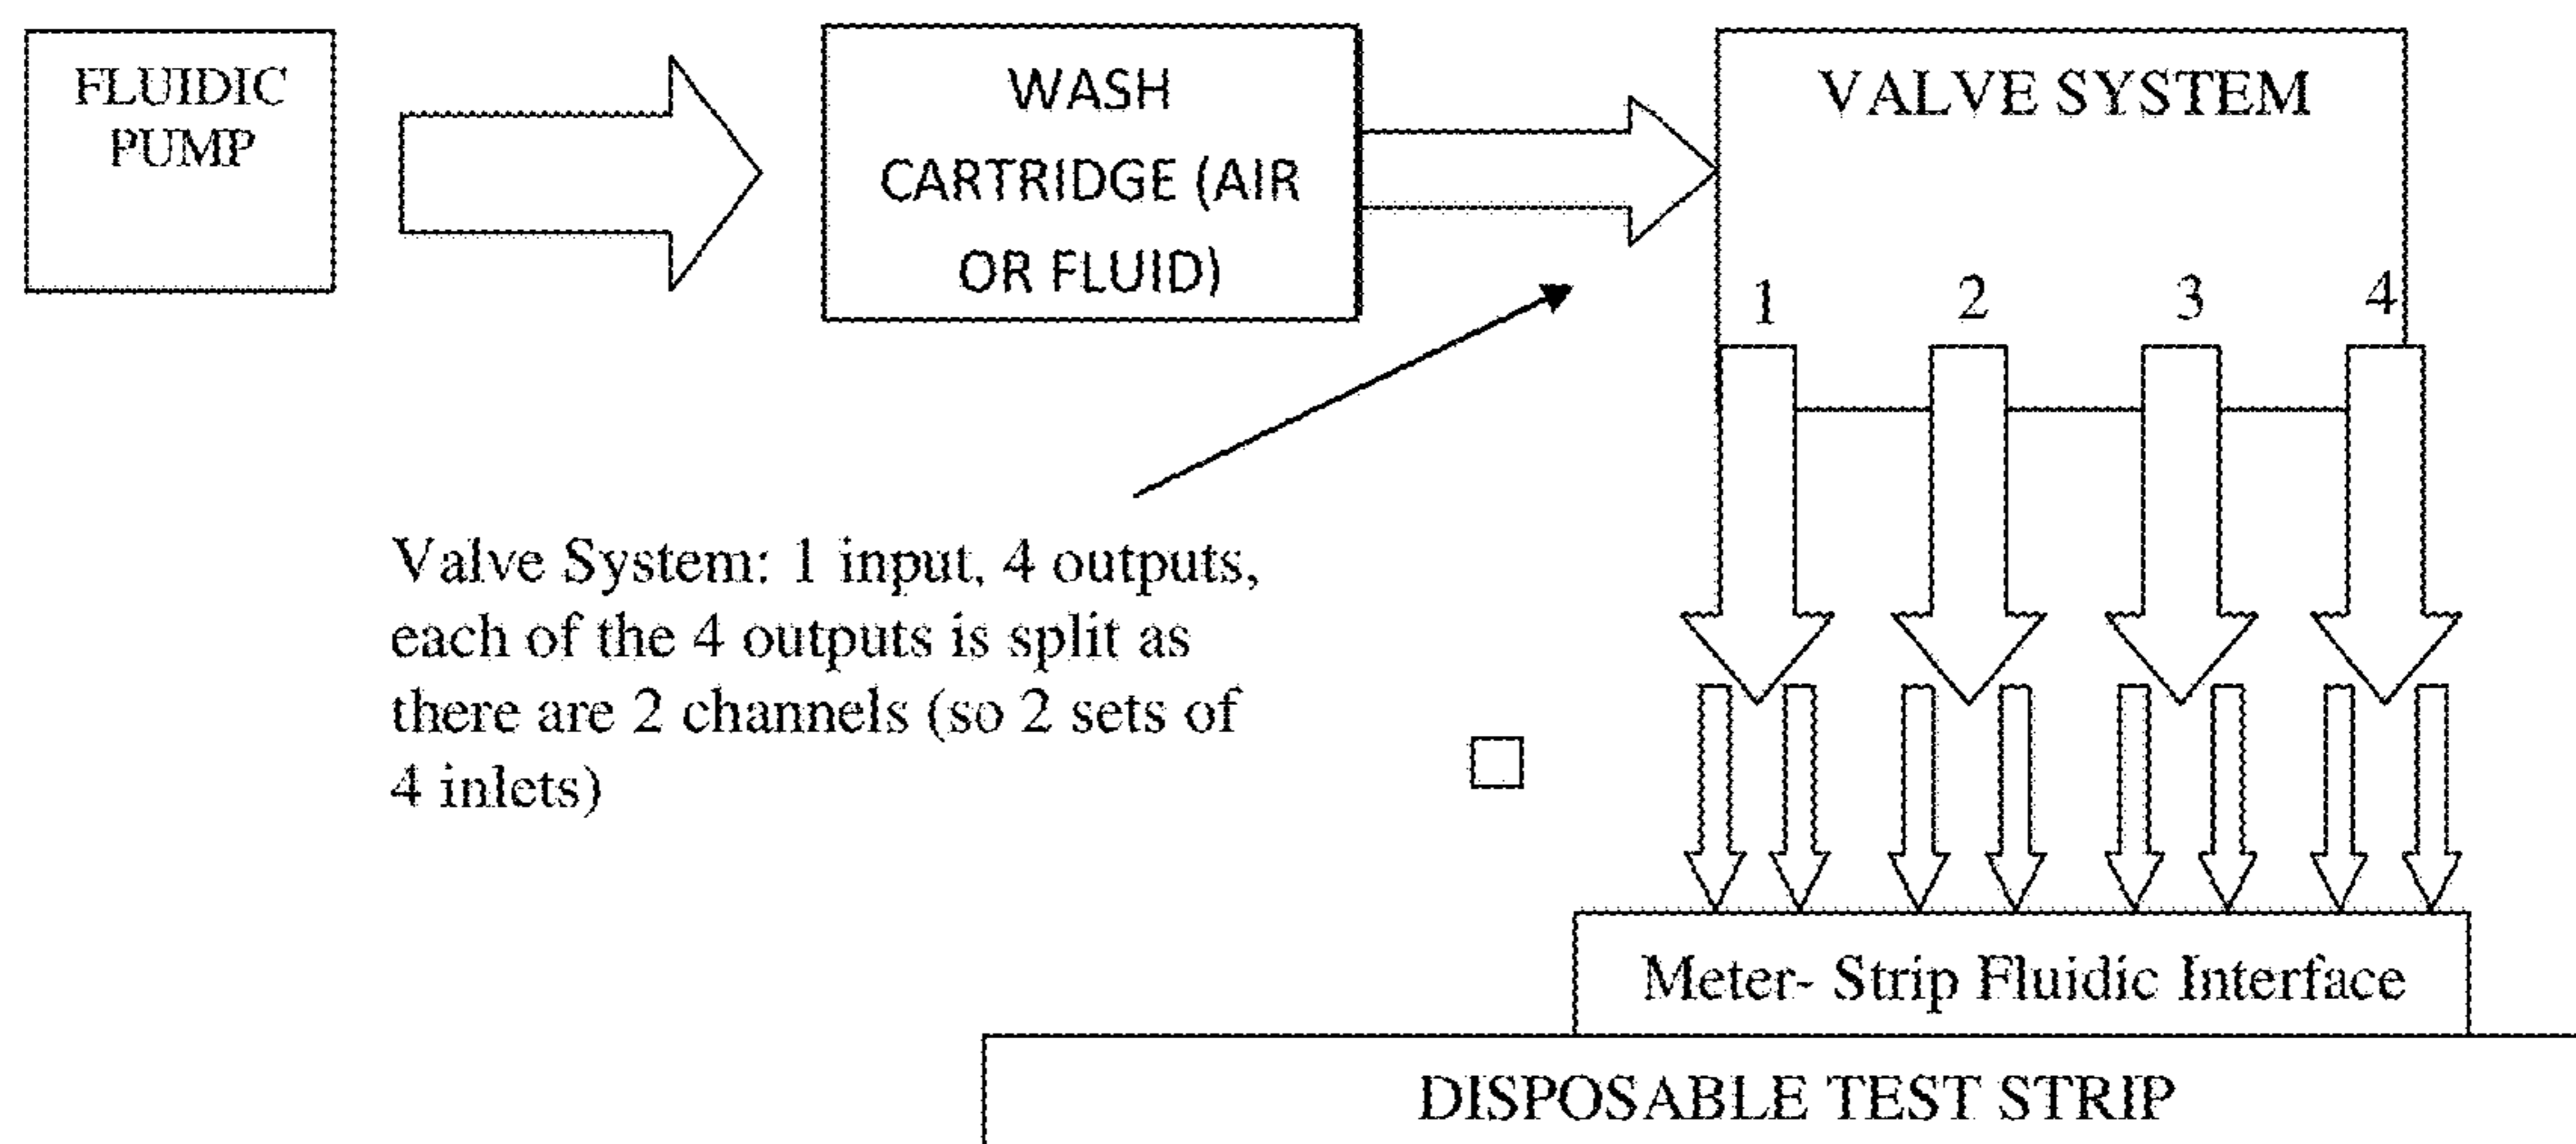 FLUIDIC
PUMP
WASH
CARTRIDGE (AIR
OR FLUID)
VALVE SYSTEM
1 2 3 4
Valve System: 1 input, 4 outputs,
each of the 4 outputs is split as
there are 2 channels (so 2 sets of
4 inlets)
Meter- Strip Fluidic Interface
DISPOSABLE TEST STRIP